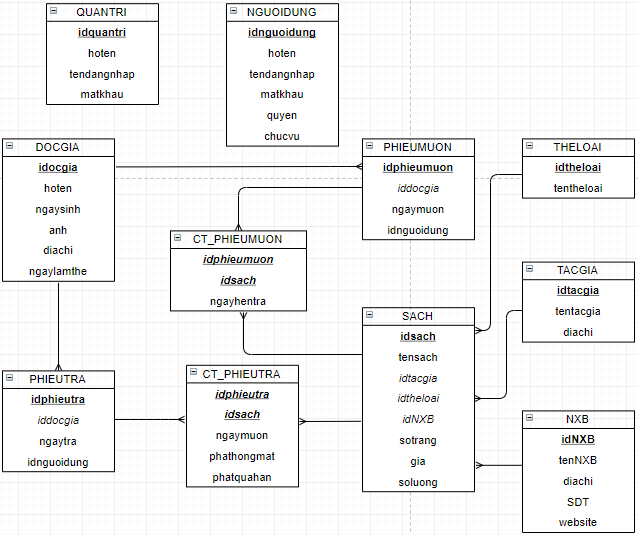 QUANTRI
idquantri
hoten
tendangnhap
matkhau
NGUOIDUNG
idnguoidung
hoten
tendangnhap
matkhau
quyen
chucvu
DOCGIA
idocgia
hoten
ngaysinh
anh
diachi
ngaylamthe
PHIEUMUON
idphieumuon
iddocgia
ngaymuon
idnguoidung
THELOAI
idtheloai
tentheloai
CT_PHIEUMUON
idphieumuon
idsach
ngayhentra
TACGIA
idtacgia
tentacgia
diachi
SACH
idsach
tensach
idtacgia
idtheloai
idNXB
sotrang
gia
soluong
PHIEUTRA
idphieutra
iddocgia
ngaytra
idnguoidung
CT_PHIEUTRA
idphieutra
idsach
ngaymuon
phathongmat
phatquahan
NXB
idNXB
tenNXB
diachi
SDT
website